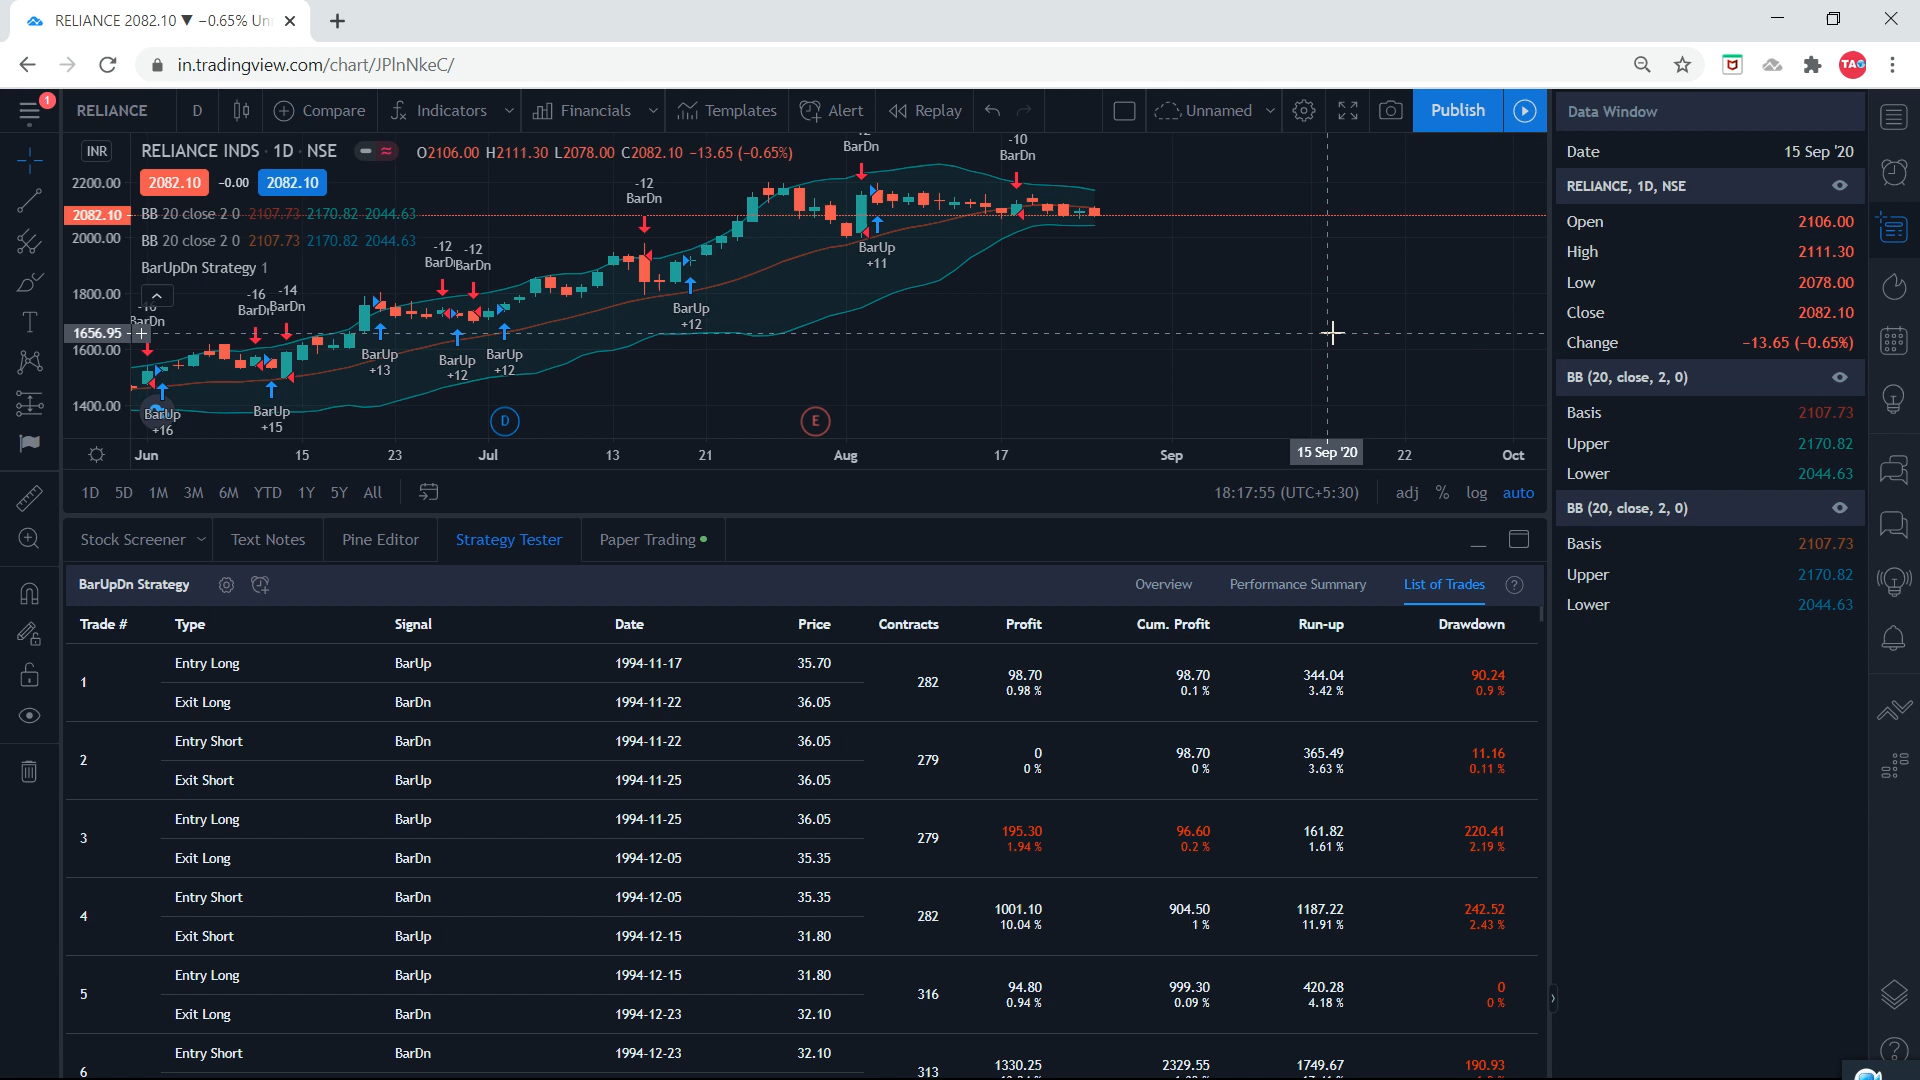 RELIANCE 2082.10 ▼ −0.65% Un
in.tradingview.com/chart/JPlnNkeC/
TAG
1
RELIANCE D Compare Indicators Financials Templates Alert Replay Unnamed Publish
INR RELIANCE INDS · 1D · NSE O2106.00 H2111.30 L2078.00 C2082.10 −13.65 (−0.65%)
2082.10 −0.00 2082.10
BB 20 close 2 0 2107.73 2170.82 2044.63
BB 20 close 2 0 2107.73 2170.82 2044.63
BarUpDn Strategy 1
2200.00
2082.10
2000.00
1800.00
1656.95
1600.00
1400.00
BarDn
BarUp
+16
-16
BarDn
-14
BarDn
BarUp
+15
BarUp
+13
-12
BarDn
-12
BarDn
BarUp
+12
BarUp
+12
-12
BarDn
BarUp
+12
BarDn
BarUp
+11
-10
BarDn
D
E
Jun 15 23 Jul 13 21 Aug 17 Sep 15 Sep '20 22 Oct
1D 5D 1M 3M 6M YTD 1Y 5Y All 18:17:55 (UTC+5:30) adj % log auto
Stock Screener Text Notes Pine Editor Strategy Tester Paper Trading
BarUpDn Strategy Overview Performance Summary List of Trades
Trade # Type Signal Date Price Contracts Profit Cum. Profit Run-up Drawdown
1 Entry Long BarUp 1994-11-17 35.70 282 98.70 98.70 344.04 90.24
0.98 % 0.1 % 3.42 % 0.9 %
Exit Long BarDn 1994-11-22 36.05
2 Entry Short BarDn 1994-11-22 36.05 279 0 98.70 365.49 11.16
0 % 0 % 3.63 % 0.11 %
Exit Short BarUp 1994-11-25 36.05
3 Entry Long BarUp 1994-11-25 36.05 279 195.30 96.60 161.82 220.41
1.94 % 0.2 % 1.61 % 2.19 %
Exit Long BarDn 1994-12-05 35.35
4 Entry Short BarDn 1994-12-05 35.35 282 1001.10 904.50 1187.22 242.52
10.04 % 1 % 11.91 % 2.43 %
Exit Short BarUp 1994-12-15 31.80
5 Entry Long BarUp 1994-12-15 31.80 316 94.80 999.30 420.28 0
0.94 % 0.09 % 4.18 % 0 %
Exit Long BarDn 1994-12-23 32.10
6 Entry Short BarDn 1994-12-23 32.10 313 1330.25 2329.55 1749.67 190.93
Data Window
Date 15 Sep '20
RELIANCE, 1D, NSE
Open 2106.00
High 2111.30
Low 2078.00
Close 2082.10
Change −13.65 (−0.65%)
BB (20, close, 2, 0)
Basis 2107.73
Upper 2170.82
Lower 2044.63
BB (20, close, 2, 0)
Basis 2107.73
Upper 2170.82
Lower 2044.63